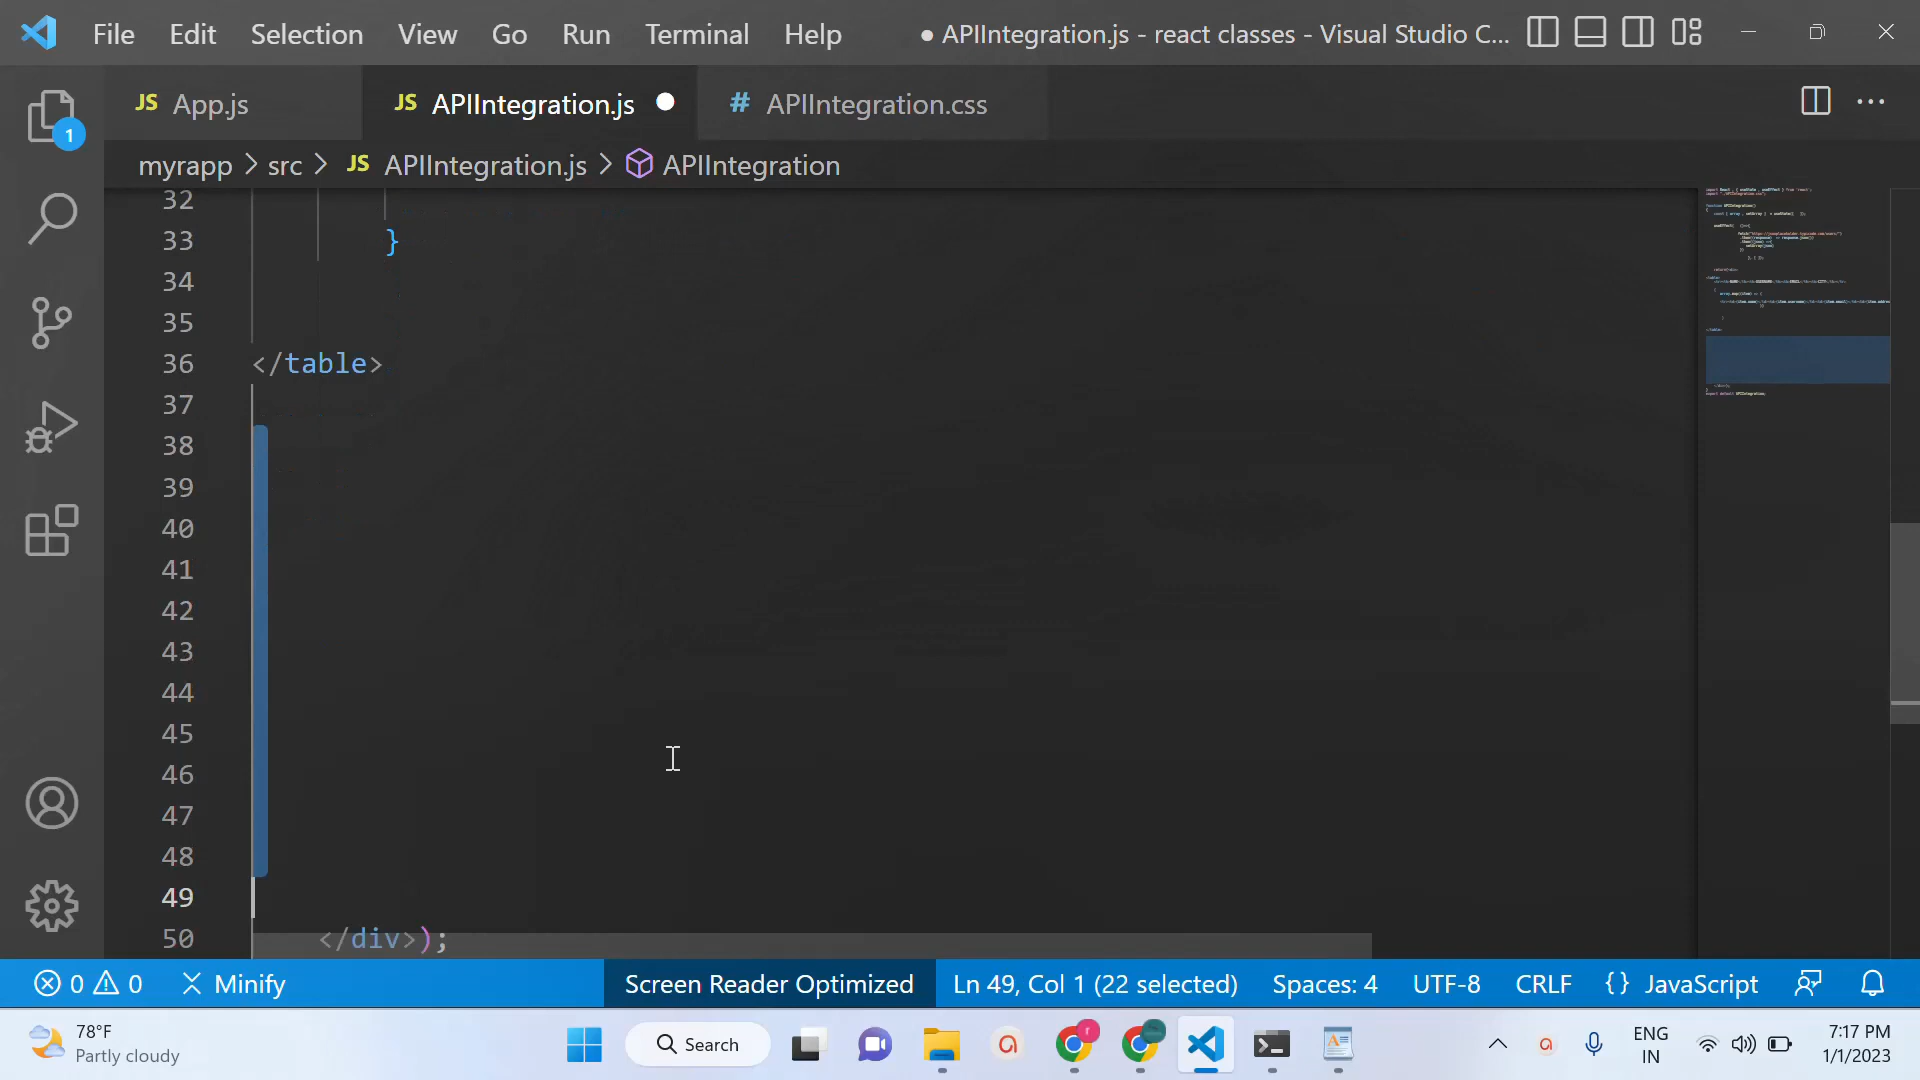 File Edit Selection View Go Run Terminal Help ● APIIntegration.js - react classes - Visual Studio C...
JS App.js JS APIIntegration.js # APIIntegration.css
1
myrapp > src > JS APIIntegration.js > APIIntegration
32
33 }
34
35
36 </table>
37
38
39
40
41
42
43
44
45
46
47
48
49
50 </div>);
0 0 Minify Screen Reader Optimized Ln 49, Col 1 (22 selected) Spaces: 4 UTF-8 CRLF {} JavaScript
78°F
Partly cloudy
Search
ENG
IN
7:17 PM
1/1/2023